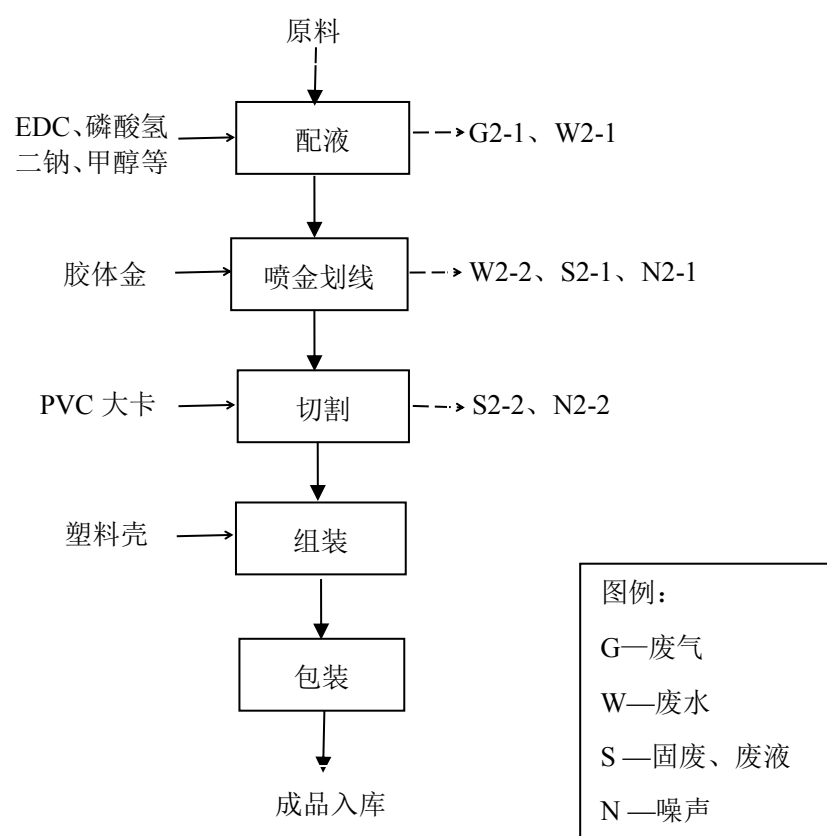 原料
EDC、磷酸氢
二钠、甲醇等
配液
G2-1、W2-1
胶体金
喷金划线
W2-2、S2-1、N2-1
PVC 大卡
切割
S2-2、N2-2
塑料壳
组装
包装
成品入库
图例：
G—废气
W—废水
S —固废、废液
N—噪声